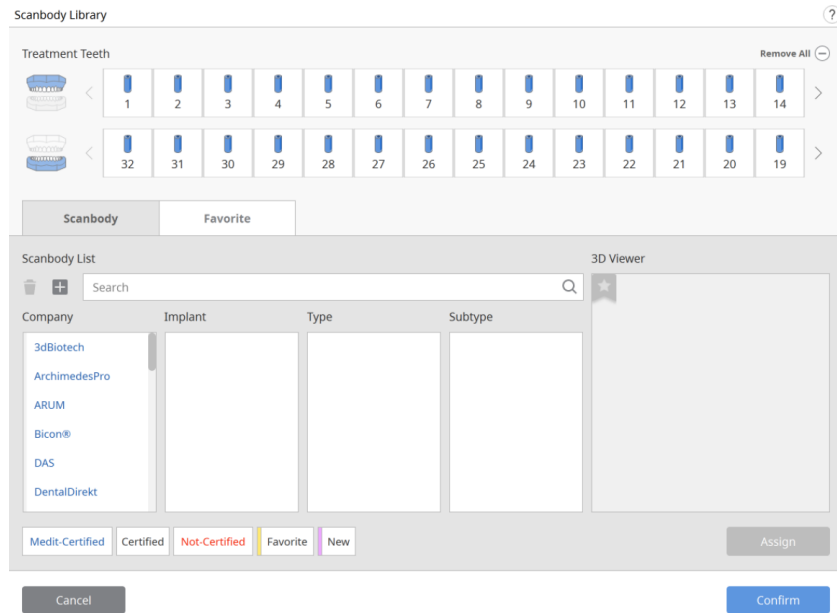 Scanbody Library
?
Treatment Teeth
Remove All
1 2 3 4 5 6 7 8 9 10 11 12 13 14
32 31 30 29 28 27 26 25 24 23 22 21 20 19
Scanbody Favorite
Scanbody List 3D Viewer
Search
Company Implant Type Subtype
3dBiotech
ArchimedesPro
ARUM
Bicon®
DAS
DentalDirekt
Medit-Certified Certified Not-Certified Favorite New Assign
Cancel Confirm